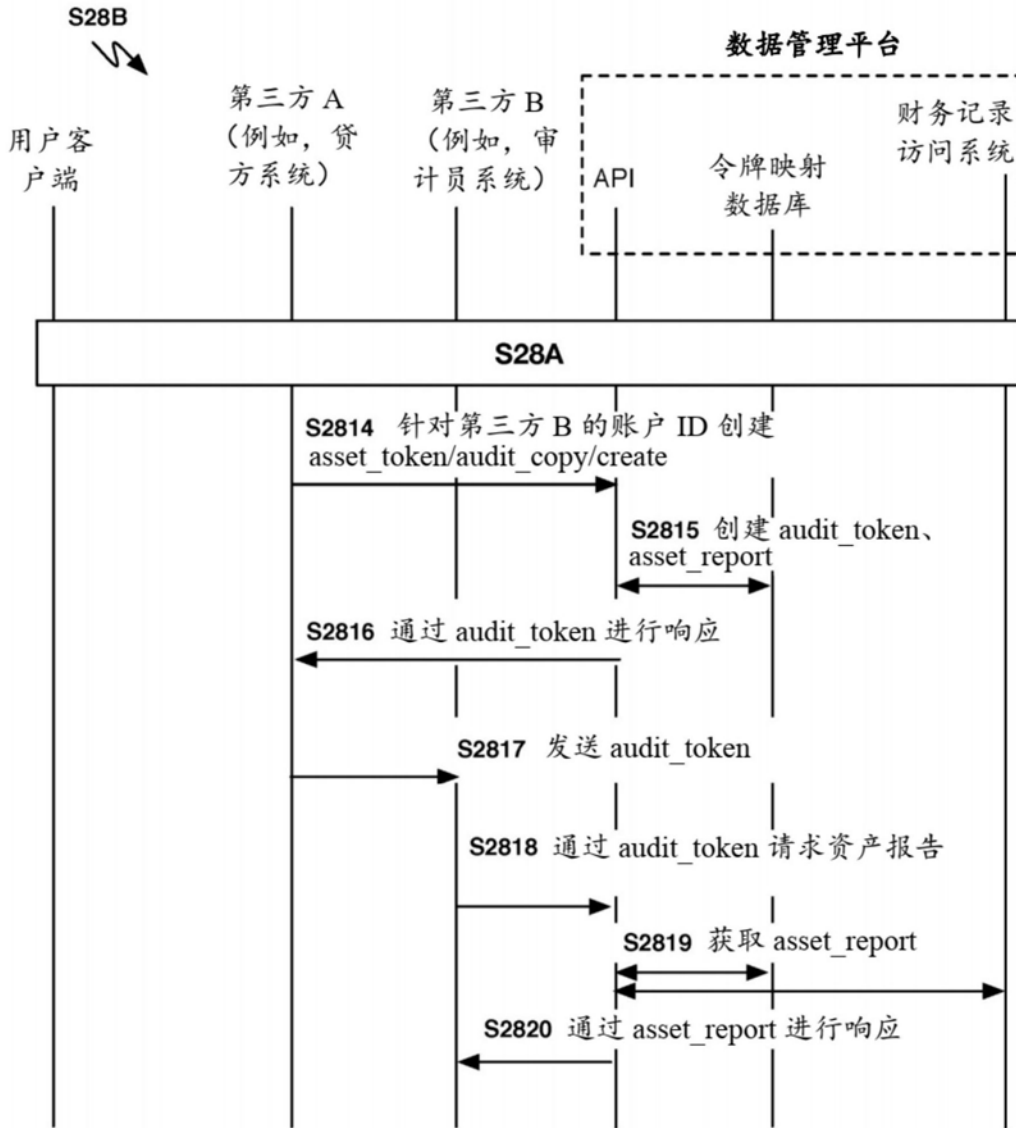 S28B
数据管理平台
用户客
户端
第三方 A
（例如，贷
方系统）
第三方 B
（例如，审
计员系统）
API
令牌映射
数据库
财务记录
访问系统
S28A
S2814 针对第三方 B 的账户 ID 创建
asset_token/audit_copy/create
S2815 创建 audit_token、
asset_report
S2816 通过 audit_token 进行响应
S2817 发送 audit_token
S2818 通过 audit_token 请求资产报告
S2819 获取 asset_report
S2820 通过 asset_report 进行响应